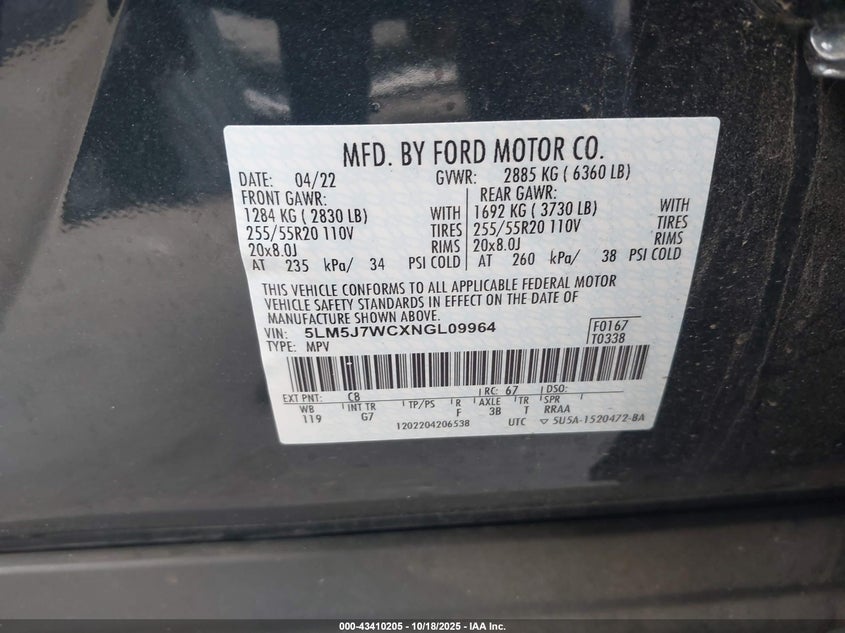 MFD. BY FORD MOTOR CO.
DATE: 04/22 GVWR: 2885 KG ( 6360 LB)
FRONT GAWR: REAR GAWR:
1284 KG ( 2830 LB) WITH 1692 KG ( 3730 LB) WITH
255/55R20 110V TIRES 255/55R20 110V TIRES
20x8.0J RIMS 20x8.0J RIMS
AT 235 kPa/ 34 PSI COLD AT 260 kPa/ 38 PSI COLD
THIS VEHICLE CONFORMS TO ALL APPLICABLE FEDERAL MOTOR
VEHICLE SAFETY STANDARDS IN EFFECT ON THE DATE OF
MANUFACTURE SHOWN ABOVE.
VIN: 5LM5J7WCXNGL09964 F0167
TYPE: MPV T0338
EXT PNT: C8 RC: 67 DSO:
WB INT TR TP/PS R AXLE TR SPR
119 G7 F 3B T RRAA
1202204206538 UTC ▽ 5U5A-1520472-BA
000-43410205 - 10/18/2025 - IAA Inc.